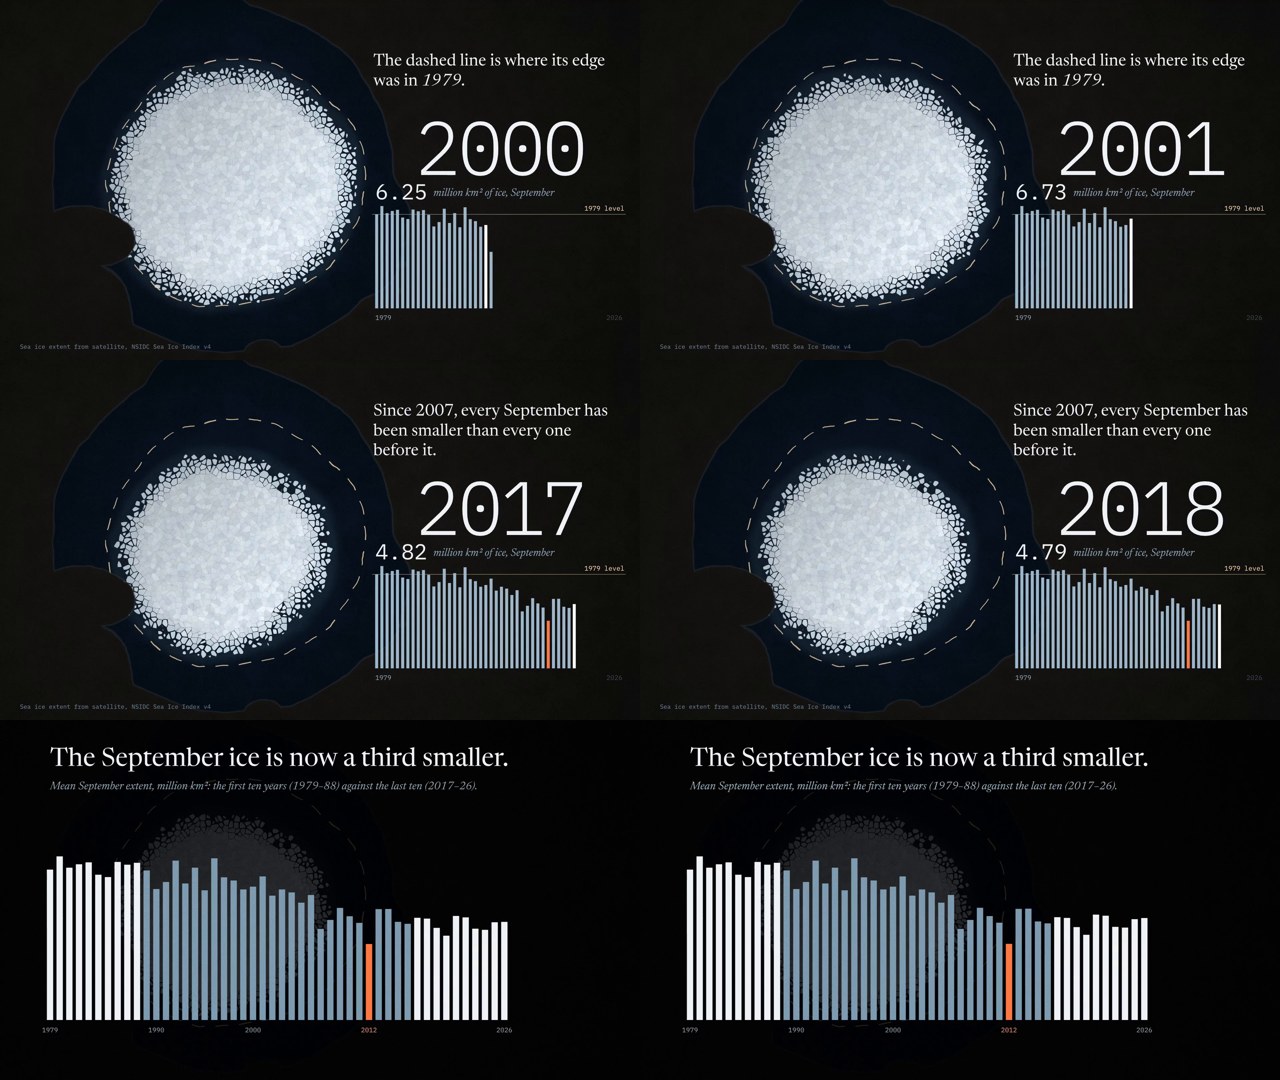 The dashed line is where its edge
was in 1979.
2000
6.25 million km² of ice, September
1979 level
1979
2026
Sea ice extent from satellite, NSIDC Sea Ice Index v4
The dashed line is where its edge
was in 1979.
2001
6.73 million km² of ice, September
1979 level
1979
2026
Sea ice extent from satellite, NSIDC Sea Ice Index v4
Since 2007, every September has
been smaller than every one
before it.
2017
4.82 million km² of ice, September
1979 level
1979
2026
Sea ice extent from satellite, NSIDC Sea Ice Index v4
Since 2007, every September has
been smaller than every one
before it.
2018
4.79 million km² of ice, September
1979 level
1979
2026
Sea ice extent from satellite, NSIDC Sea Ice Index v4
The September ice is now a third smaller.
Mean September extent, million km²: the first ten years (1979–88) against the last ten (2017–26).
1979 1990 2000 2012 2026
The September ice is now a third smaller.
Mean September extent, million km²: the first ten years (1979–88) against the last ten (2017–26).
1979 1990 2000 2012 2026